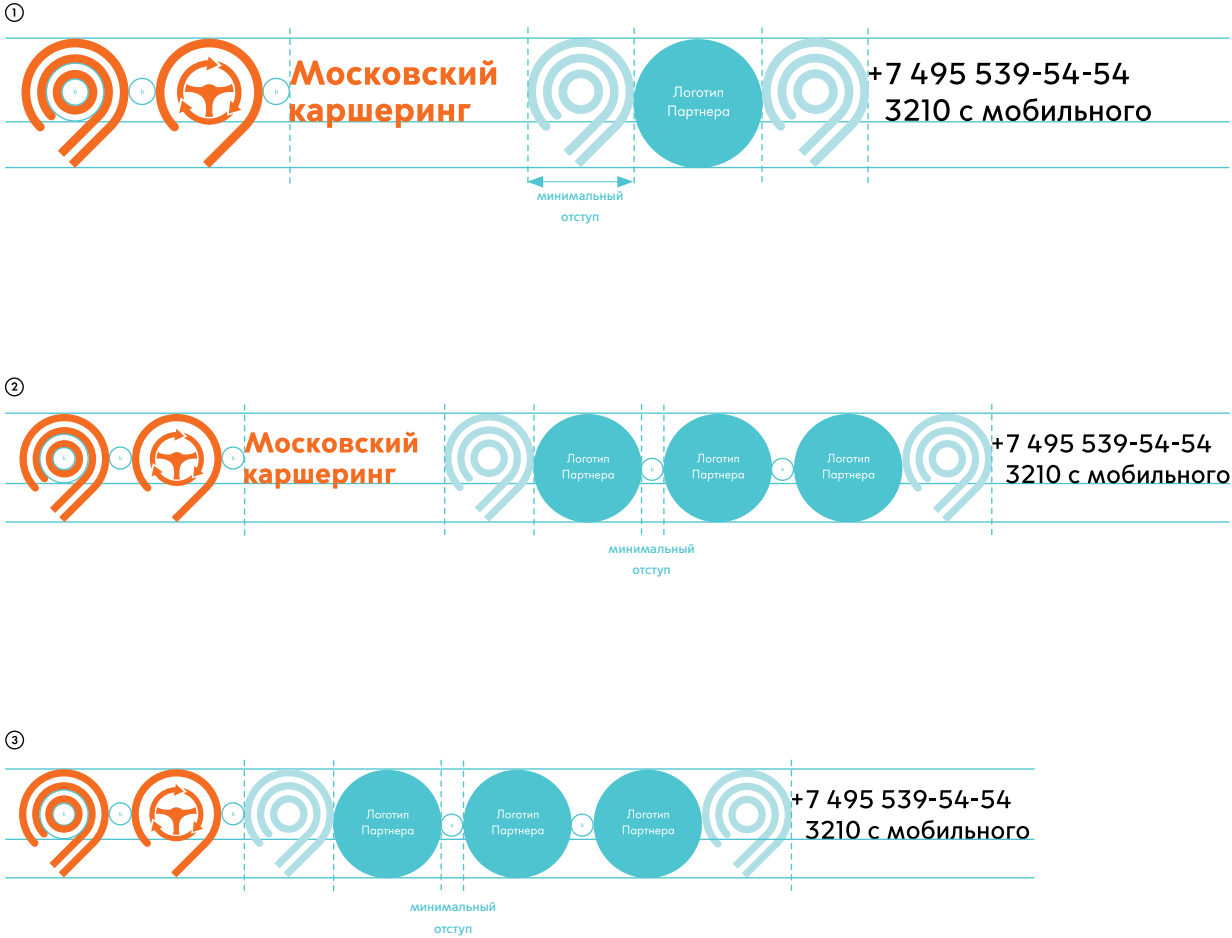 1
b
b
b
Московский
каршеринг
Логотип
Партнера
+7 495 539-54-54
3210 с мобильного
минимальный
отступ
2
b
b
b
Московский
каршеринг
Логотип
Партнера
b
Логотип
Партнера
b
Логотип
Партнера
+7 495 539-54-54
3210 с мобильного
минимальный
отступ
3
b
b
b
Логотип
Партнера
b
Логотип
Партнера
b
Логотип
Партнера
+7 495 539-54-54
3210 с мобильного
минимальный
отступ